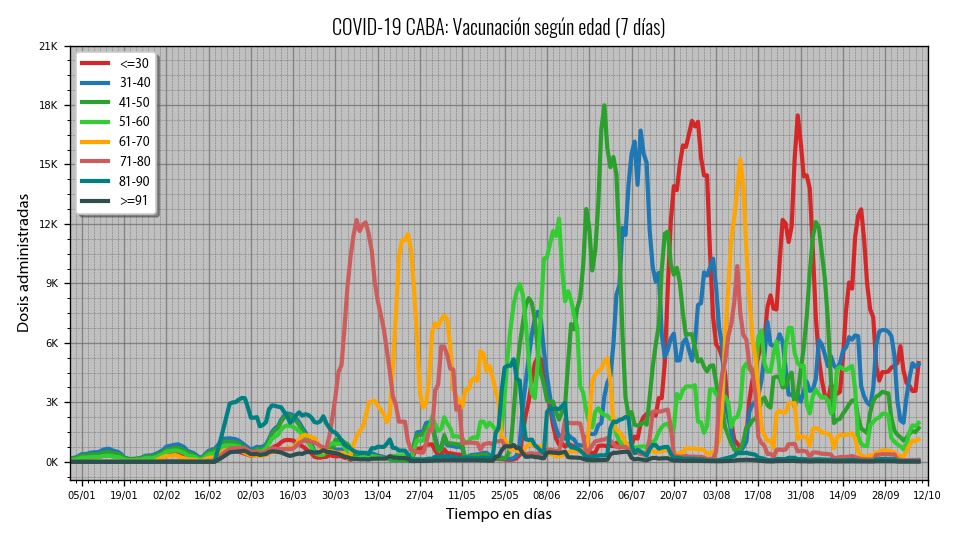 COVID-19 CABA: Vacunación según edad (7 días)
21K
18K
15K
12K
9K
6K
3K
0K
Dosis administradas
<=30
31-40
41-50
51-60
61-70
71-80
81-90
>=91
05/01 19/01 02/02 16/02 02/03 16/03 30/03 13/04 27/04 11/05 25/05 08/06 22/06 06/07 20/07 03/08 17/08 31/08 14/09 28/09 12/10
Tiempo en días